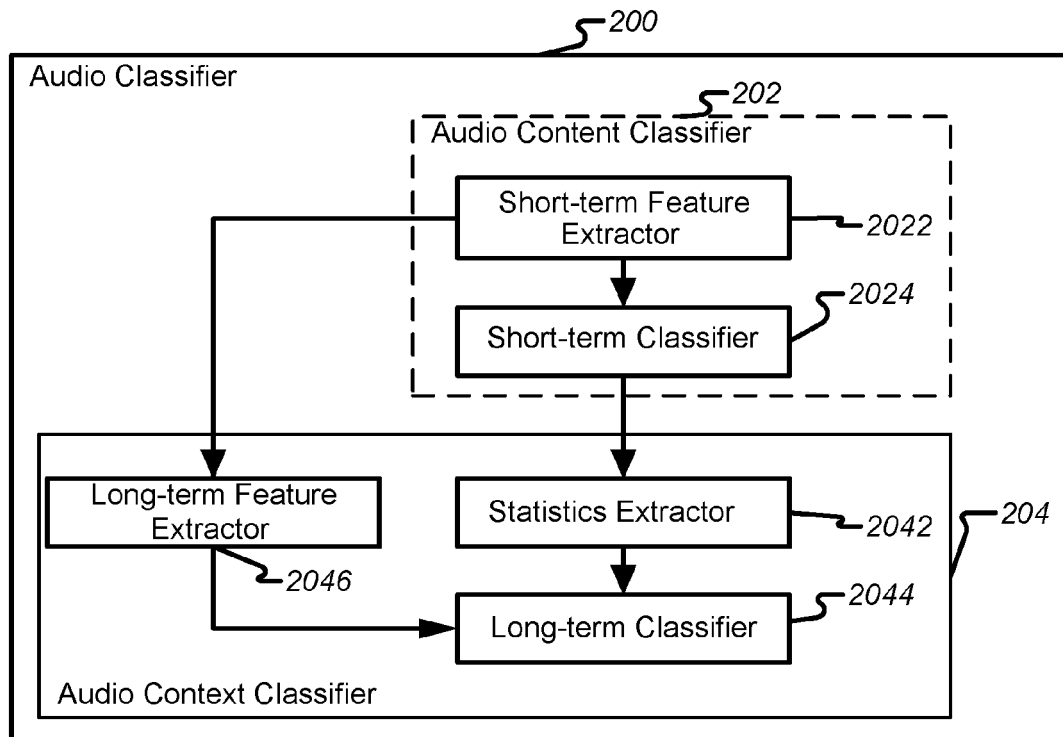 200
Audio Classifier
202
Audio Content Classifier
Short-term Feature
Extractor
2022
2024
Short-term Classifier
Long-term Feature
Extractor
Statistics Extractor
2042
204
2046
2044
Long-term Classifier
Audio Context Classifier